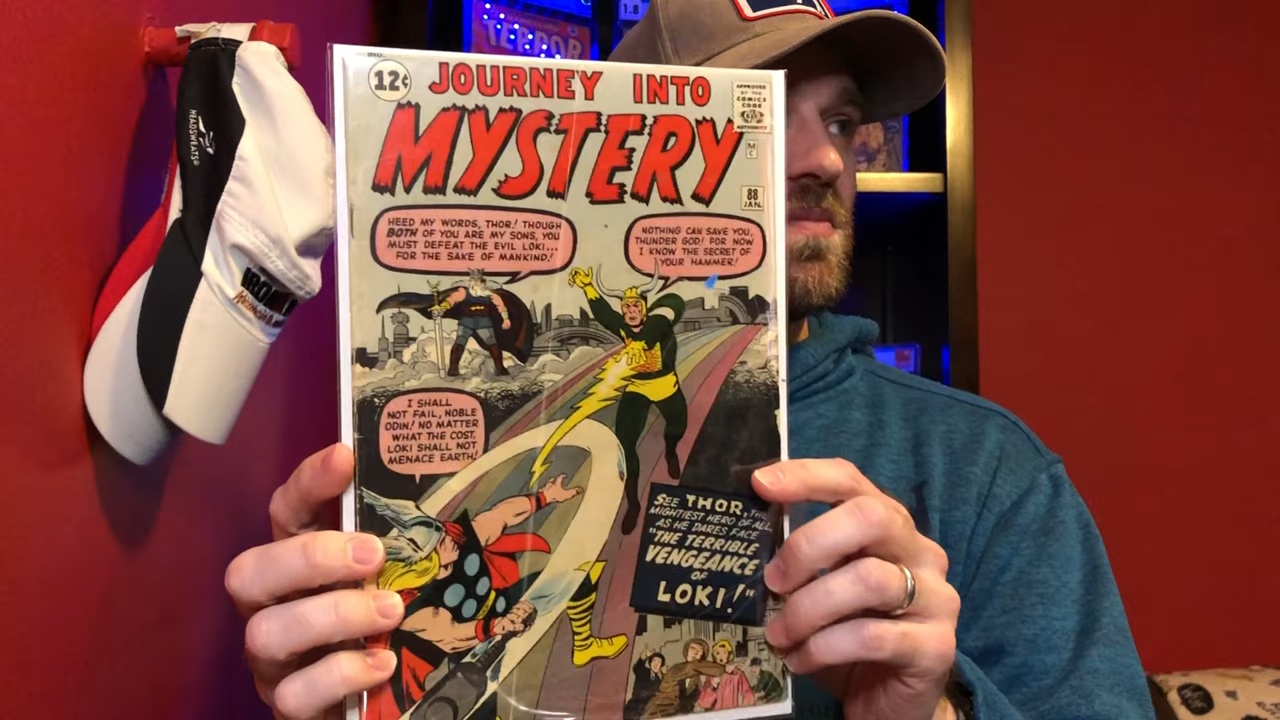 TERROR
1.8
12¢
JOURNEY INTO
MYSTERY
APPROVED
BY THE
COMICS
CODE
AUTHORITY
M
C
88
JAN.
HEED MY WORDS, THOR! THOUGH
BOTH OF YOU ARE MY SONS, YOU
MUST DEFEAT THE EVIL LOKI...
FOR THE SAKE OF MANKIND!
NOTHING CAN SAVE YOU,
THUNDER GOD! FOR NOW
I KNOW THE SECRET OF
YOUR HAMMER!
I SHALL
NOT FAIL, NOBLE
ODIN! NO MATTER
WHAT THE COST,
LOKI SHALL NOT
MENACE EARTH!
SEE THOR, THE
MIGHTIEST HERO OF ALL,
AS HE DARES FACE
"THE TERRIBLE
VENGEANCE
OF
LOKI!"
HEADSWEATS®